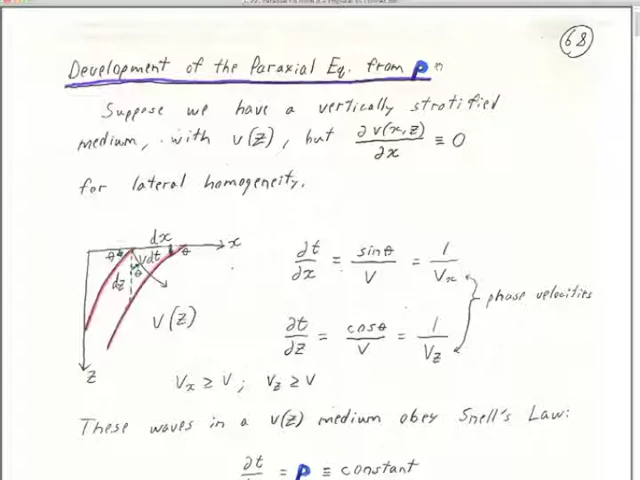 68
Development of the Paraxial Eq. from p
Suppose we have a vertically stratified
medium, with v(z), but ∂v(x,z)/∂x ≡ 0
for lateral homogeneity.
dx
x
θ
vdt
θ
dz
θ
V(z)
z
∂t/∂x = sinθ/V = 1/Vx
phase velocities
∂t/∂z = cosθ/V = 1/Vz
Vx ≥ V ; Vz ≥ V
These waves in a v(z) medium obey Snell's Law:
∂t = p ≡ constant